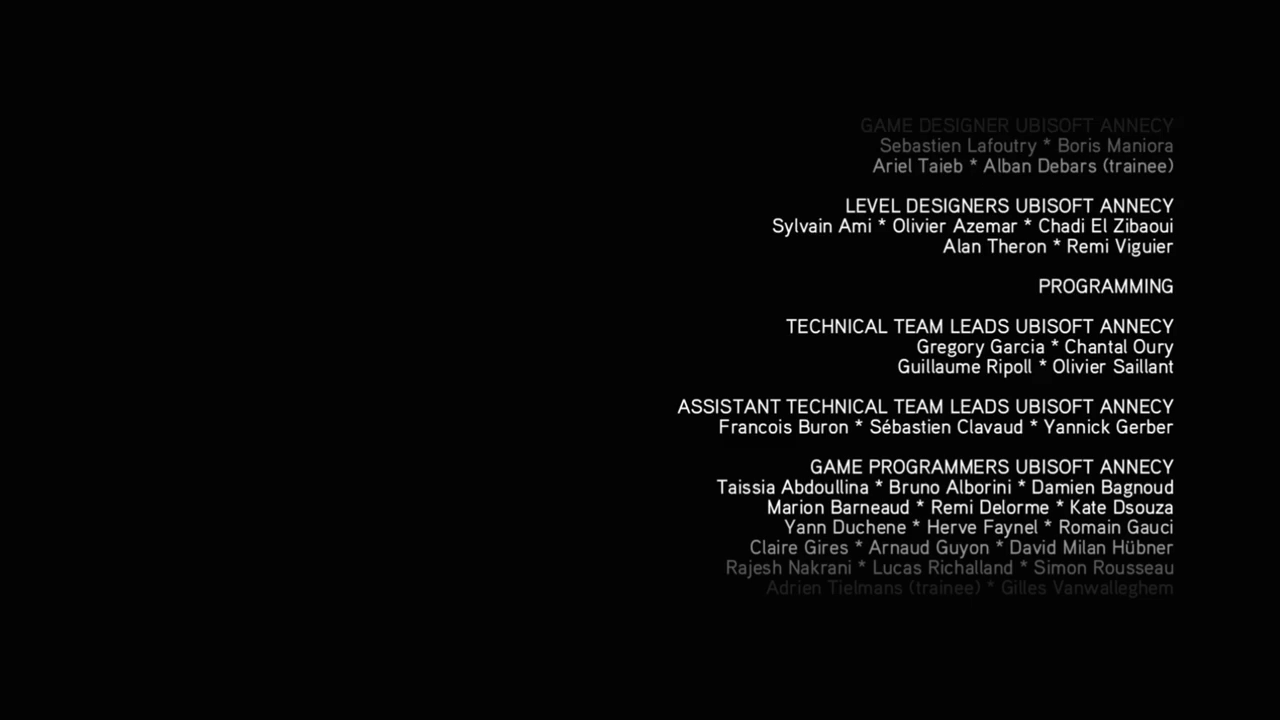 GAME DESIGNER UBISOFT ANNECY
Sebastien Lafoutry * Boris Maniora
Ariel Taieb * Alban Debars (trainee)
LEVEL DESIGNERS UBISOFT ANNECY
Sylvain Ami * Olivier Azemar * Chadi El Zibaoui
Alan Theron * Remi Viguier
PROGRAMMING
TECHNICAL TEAM LEADS UBISOFT ANNECY
Gregory Garcia * Chantal Oury
Guillaume Ripoll * Olivier Saillant
ASSISTANT TECHNICAL TEAM LEADS UBISOFT ANNECY
Francois Buron * Sébastien Clavaud * Yannick Gerber
GAME PROGRAMMERS UBISOFT ANNECY
Taissia Abdoullina * Bruno Alborini * Damien Bagnoud
Marion Barneaud * Remi Delorme * Kate Dsouza
Yann Duchene * Herve Faynel * Romain Gauci
Claire Gires * Arnaud Guyon * David Milan Hübner
Rajesh Nakrani * Lucas Richalland * Simon Rousseau
Adrien Tielmans (trainee) * Gilles Vanwalleghem